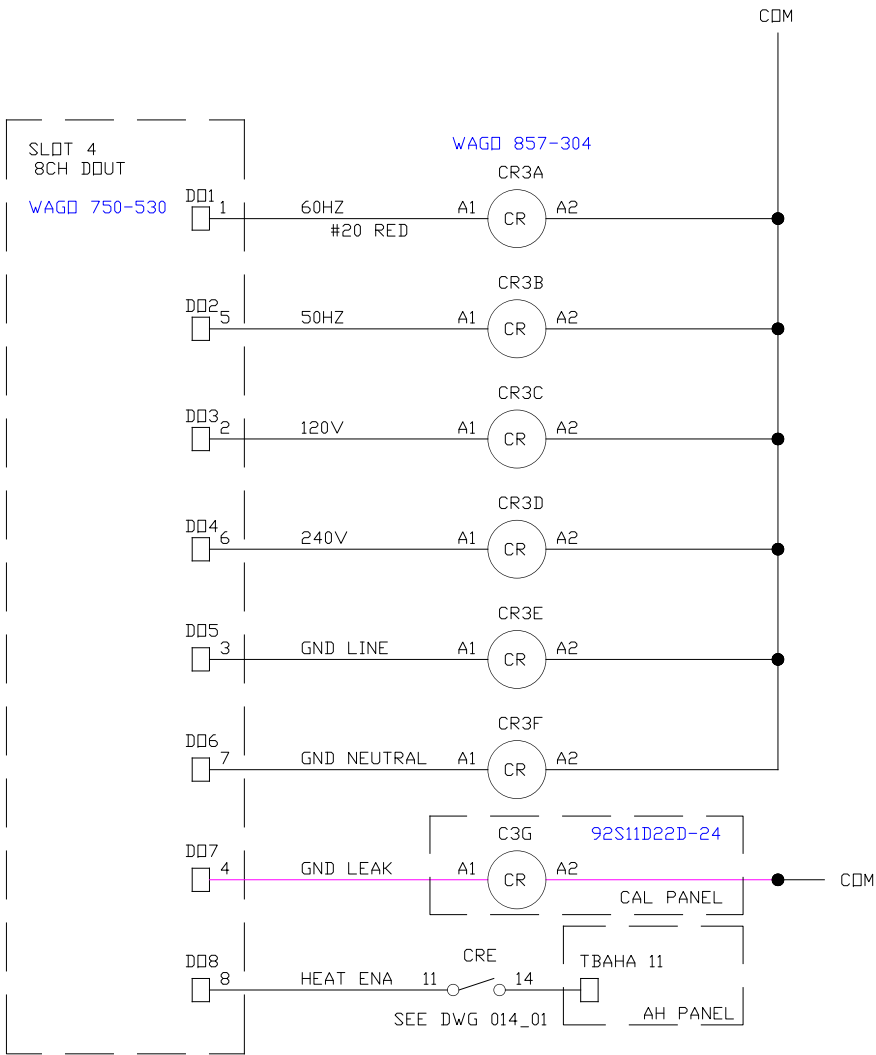 COM
SLOT 4
8CH DOUT
WAGO 750-530
WAGO 857-304
CR3A
DO1 1 60HZ A1 CR A2
#20 RED
CR3B
DO2 5 50HZ A1 CR A2
CR3C
DO3 2 120V A1 CR A2
CR3D
DO4 6 240V A1 CR A2
CR3E
DO5 3 GND LINE A1 CR A2
CR3F
DO6 7 GND NEUTRAL A1 CR A2
C3G 92S11D22D-24
DO7 4 GND LEAK A1 CR A2 COM
CAL PANEL
CRE TBAHA 11
DO8 8 HEAT ENA 11 14
SEE DWG 014_01 AH PANEL